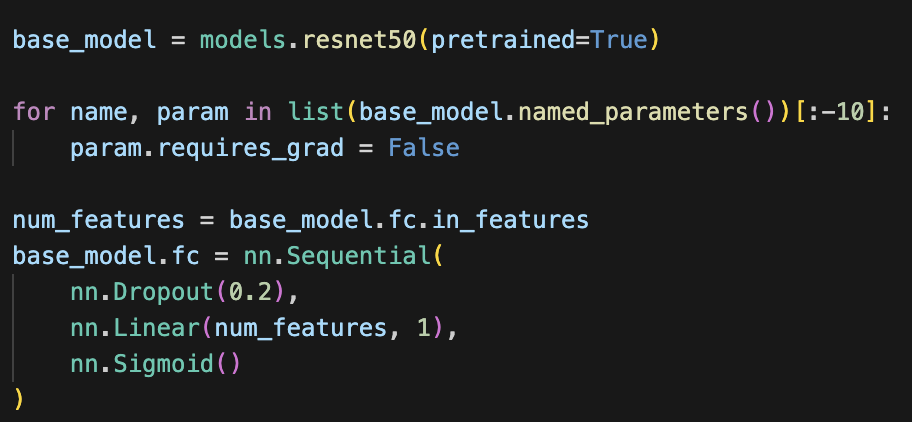 base_model = models.resnet50(pretrained=True)
for name, param in list(base_model.named_parameters())[:-10]:
    param.requires_grad = False
num_features = base_model.fc.in_features
base_model.fc = nn.Sequential(
    nn.Dropout(0.2),
    nn.Linear(num_features, 1),
    nn.Sigmoid()
)